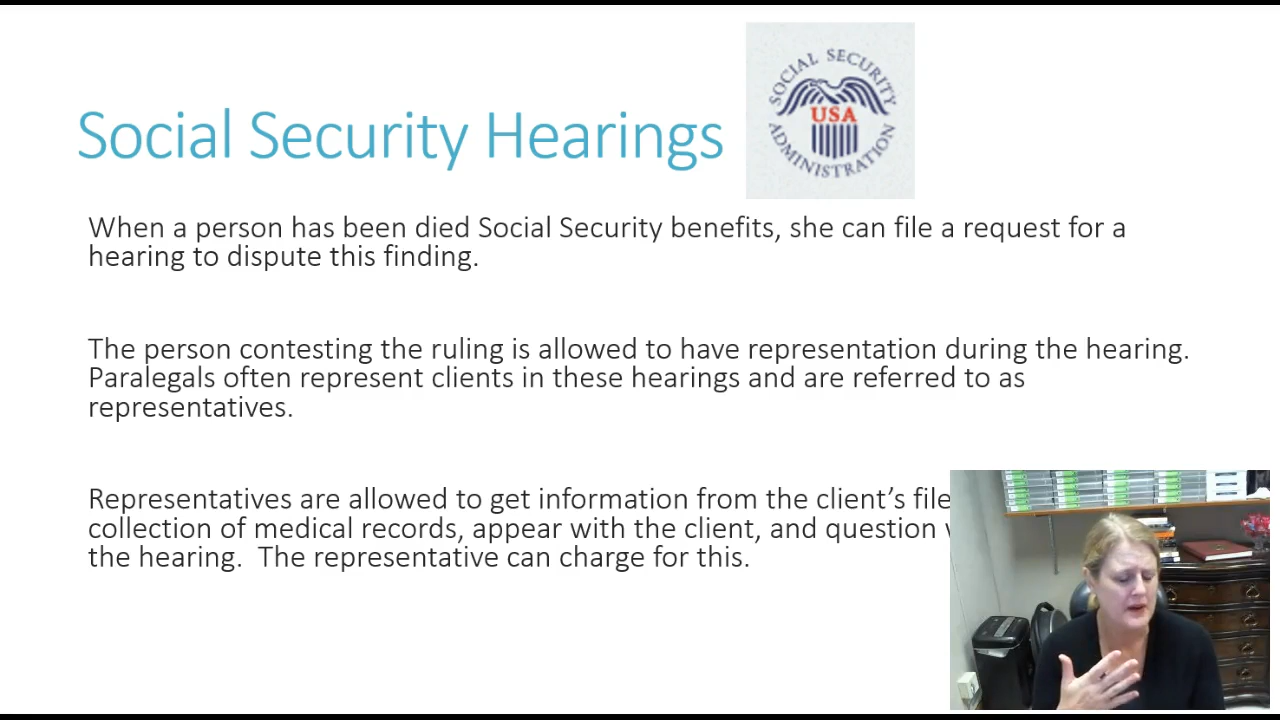 SOCIAL SECURITY
USA
ADMINISTRATION
Social Security Hearings
When a person has been died Social Security benefits, she can file a request for a
hearing to dispute this finding.
The person contesting the ruling is allowed to have representation during the hearing.
Paralegals often represent clients in these hearings and are referred to as
representatives.
Representatives are allowed to get information from the client’s file
collection of medical records, appear with the client, and question
the hearing.  The representative can charge for this.